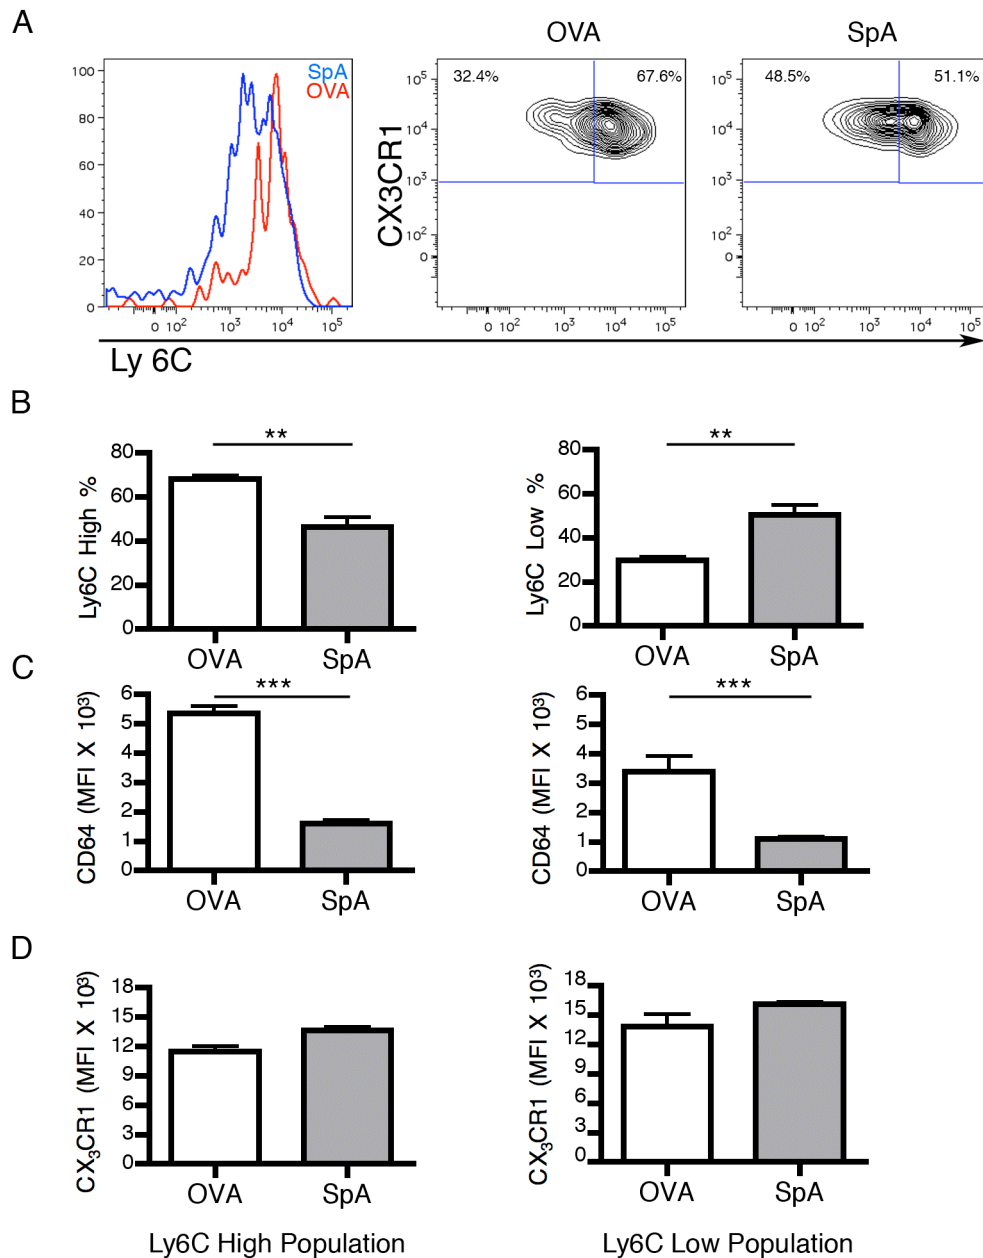 A
OVA
SpA
SpA
OVA
100
80
60
40
20
0
0 10² 10³ 10⁴ 10⁵
CX3CR1
10⁵
10⁴
10³
10²
0
32.4% 67.6%
0 10² 10³ 10⁴ 10⁵
10⁵
10⁴
10³
10²
0
48.5% 51.1%
0 10² 10³ 10⁴ 10⁵
Ly 6C
B
Ly6C High %
80
60
40
20
0
**
OVA SpA
Ly6C Low %
80
60
40
20
0
**
OVA SpA
C
CD64 (MFI X 10³)
6
5
4
3
2
1
0
***
OVA SpA
CD64 (MFI X 10³)
6
5
4
3
2
1
0
***
OVA SpA
D
CX₃CR1 (MFI X 10³)
18
15
12
9
6
3
0
OVA SpA
Ly6C High Population
CX₃CR1 (MFI X 10³)
18
15
12
9
6
3
0
OVA SpA
Ly6C Low Population